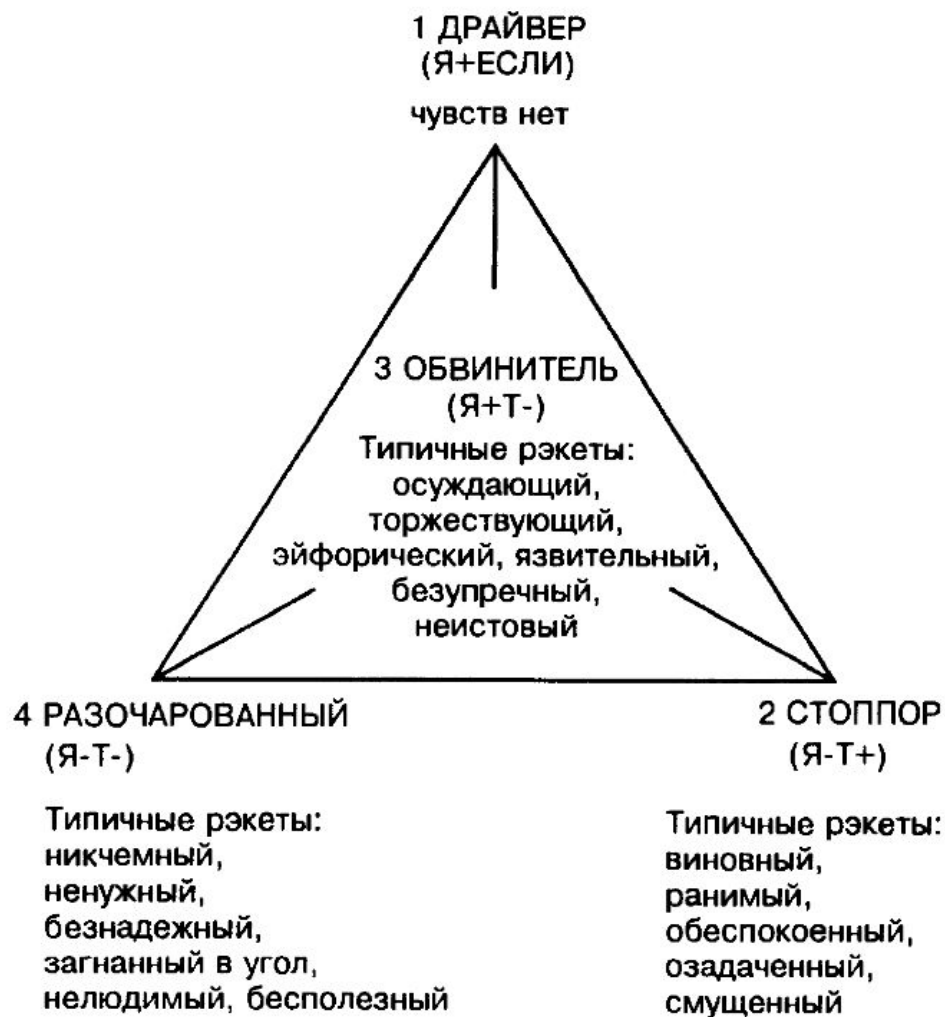 1 ДРАЙВЕР
(Я+ЕСЛИ)
чувств нет
3 ОБВИНИТЕЛЬ
(Я+Т-)
Типичные рэкеты:
осуждающий,
торжествующий,
эйфорический, язвительный,
безупречный,
неистовый
4 РАЗОЧАРОВАННЫЙ
(Я-Т-)
Типичные рэкеты:
никчемный,
ненужный,
безнадежный,
загнанный в угол,
нелюдимый, бесполезный
2 СТОППОР
(Я-Т+)
Типичные рэкеты:
виновный,
ранимый,
обеспокоенный,
озадаченный,
смущенный